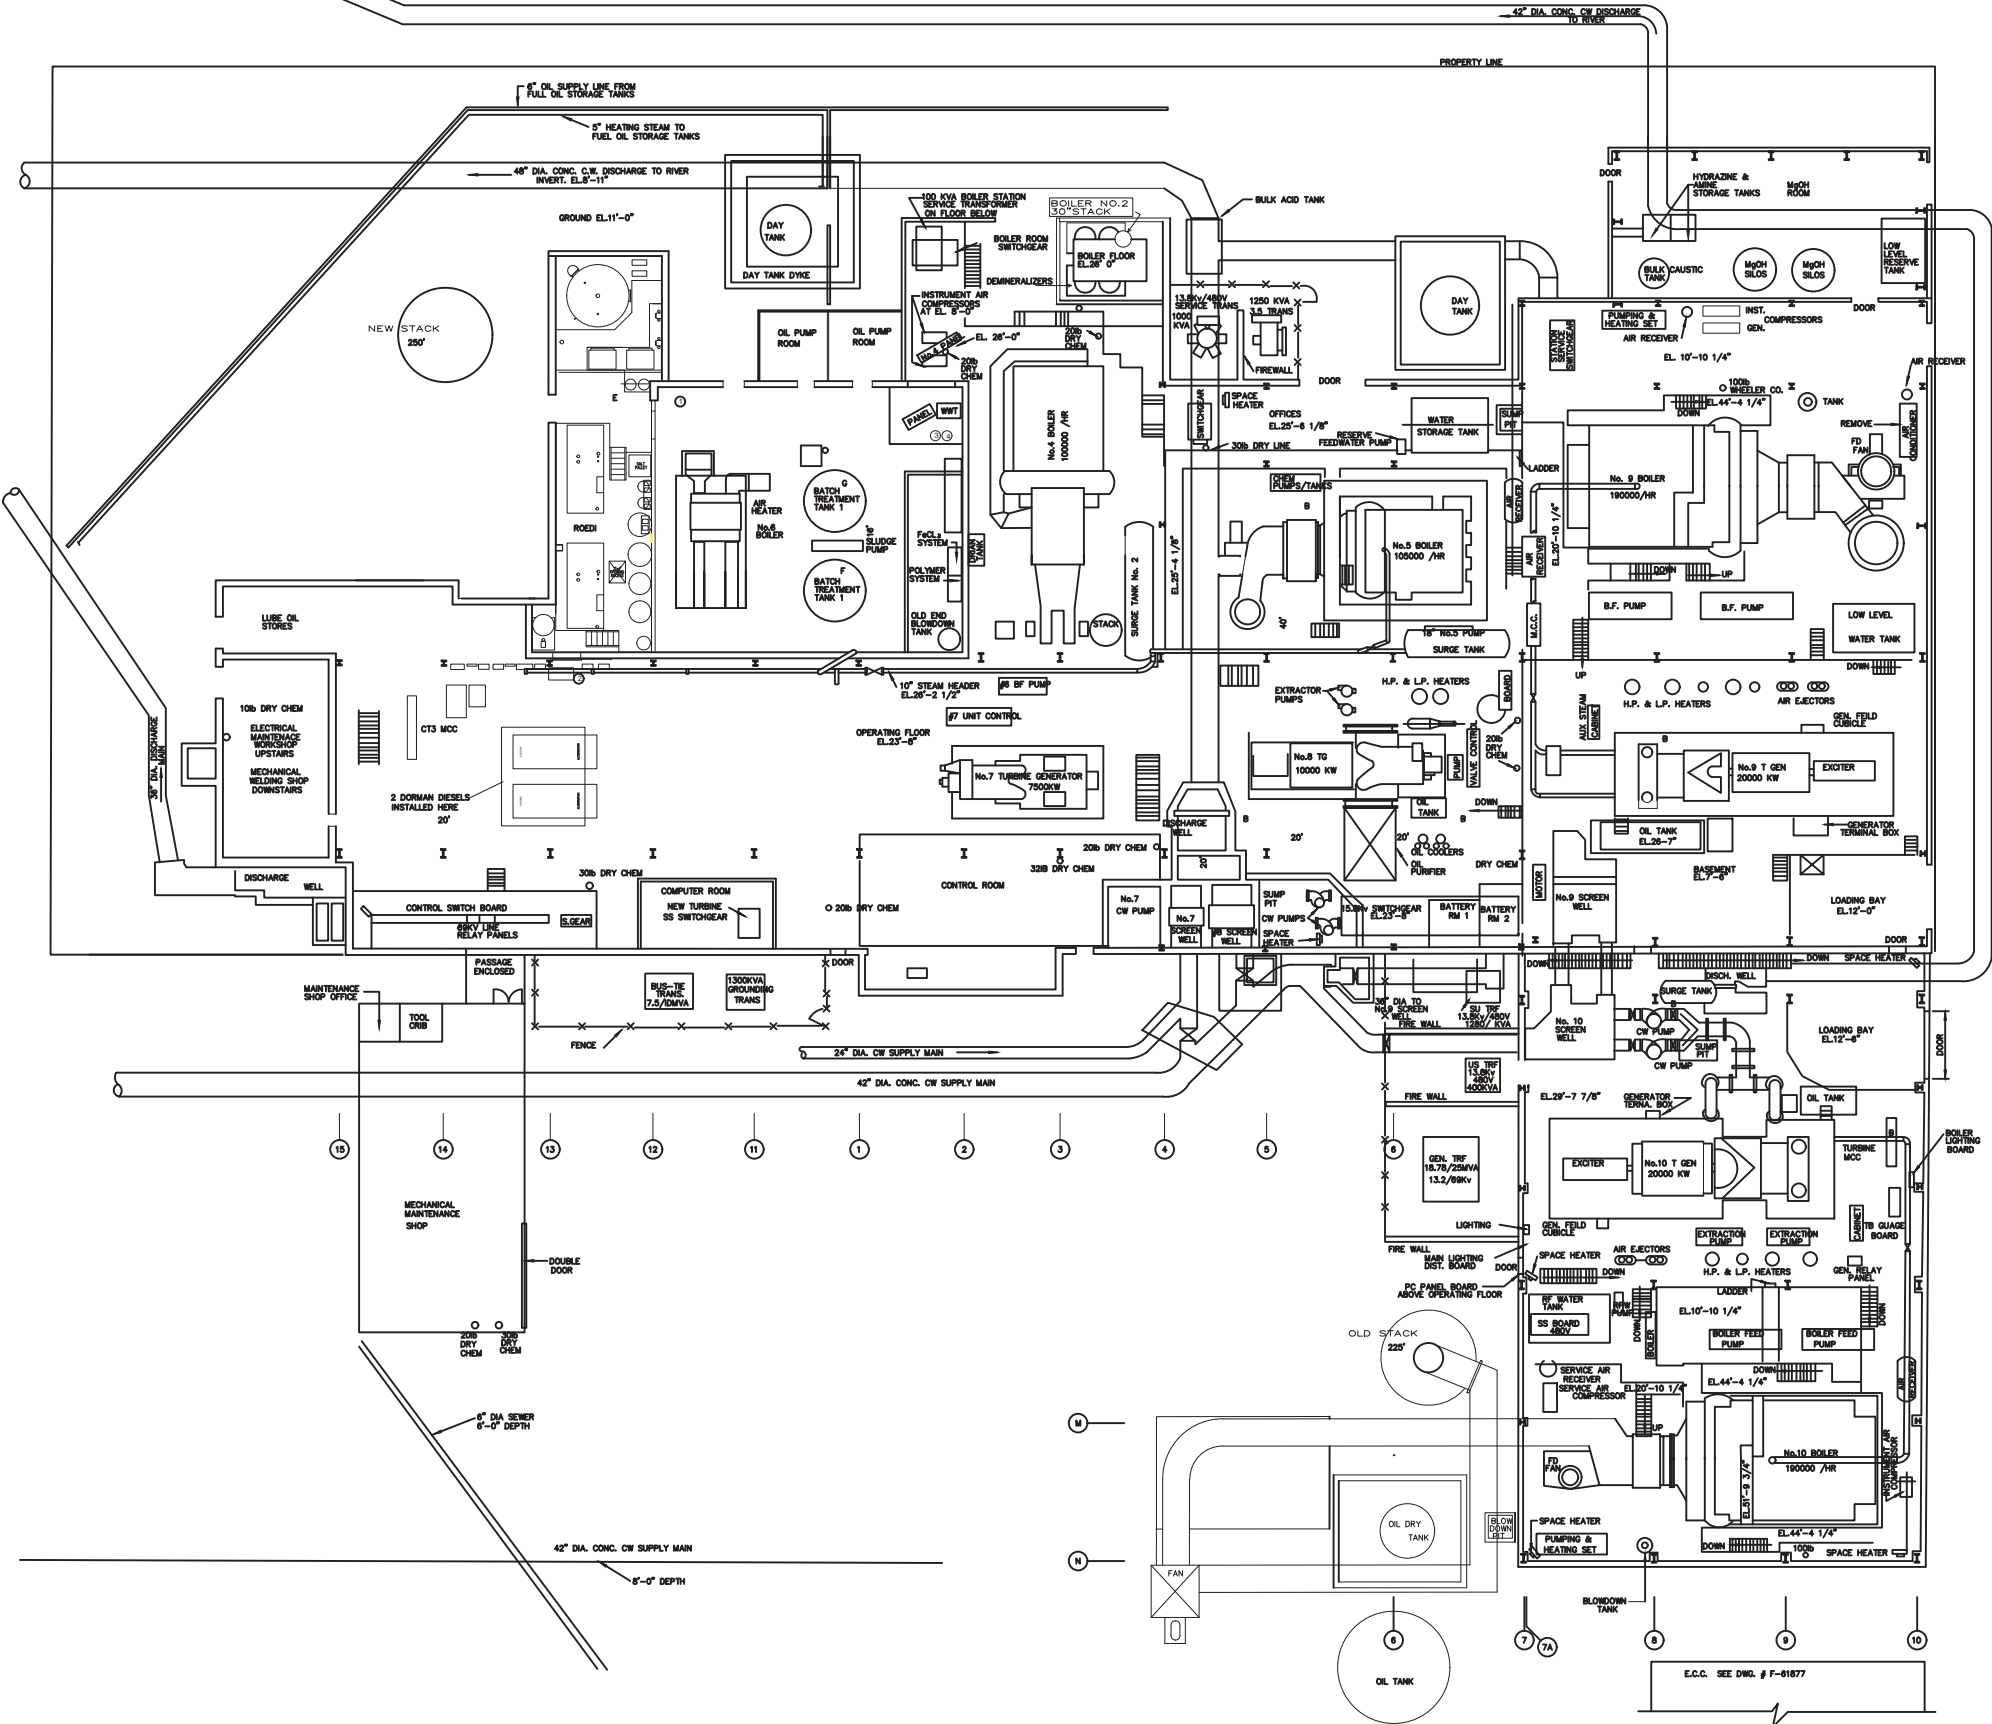 42" DIA. CONC. CW DISCHARGE
TO RIVER
PROPERTY LINE
6" OIL SUPPLY LINE FROM
FULL OIL STORAGE TANKS
5" HEATING STEAM TO
FUEL OIL STORAGE TANKS
48" DIA. CONC. C.W. DISCHARGE TO RIVER
INVERT. EL.8'-11"
GROUND EL.11'-0"
DAY
TANK
DAY TANK DYKE
100 KVA BOILER STATION
SERVICE TRANSFORMER
ON FLOOR BELOW
BOILER NO.2
30"STACK
BULK ACID TANK
BOILER ROOM
SWITCHGEAR
BOILER FLOOR
EL.26' 0"
DEMINERALIZERS
INSTRUMENT AIR
COMPRESSORS
AT EL. 8'-0"
13.8Kv/480V
SERVICE TRANS
1000
KVA
1250 KVA
3.5 TRANS
FIREWALL
DAY
TANK
DOOR
HYDRAZINE &
AMINE
STORAGE TANKS
MgOH
ROOM
LOW
LEVEL
RESERVE
TANK
BULK CAUSTIC
TANK
MgOH
SILOS
MgOH
SILOS
DOOR
PUMPING &
HEATING SET
INST.
COMPRESSORS
GEN.
AIR RECEIVER
STATION
SERVICE
SWITCHGEAR
EL. 10'-10 1/4"
AIR RECEIVER
NEW STACK
250'
OIL PUMP
ROOM
OIL PUMP
ROOM
EL. 26'-0"
20lb
DRY
CHEM
20lb
DRY
CHEM
DOOR
SPACE
HEATER
SWITCHGEAR
OFFICES
EL.25'-6 1/8"
WATER
STORAGE TANK
SUMP
PIT
RESERVE
FEEDWATER PUMP
30lb DRY LINE
LADDER
100lb
WHEELER CO.
EL.44'-4 1/4"
DOWN
TANK
REMOVE
AIR
CONDITIONER
FD
FAN
E
1
PANEL
WWT
3 4
No.4 BOILER
100000 /HR
SALT
PALLET
ROEDI
AIR
HEATER
No.6
BOILER
G
BATCH
TREATMENT
TANK 1
16'
SLUDGE
PUMP
F
BATCH
TREATMENT
TANK 1
FeCL3
SYSTEM
POLYMER
SYSTEM
OLD END
BLOWDOWN
TANK
STACK
SURGE TANK No. 2
EL.25'-4 1/8"
CHEM
PUMPS/TANKS
B
No.5 BOILER
105000 /HR
40'
18" No.5 PUMP
SURGE TANK
AIR
RECEIVER
AIR
RECEIVER
EL.20'-10 1/4"
No. 9 BOILER
190000/HR
DOWN
UP
M.C.C.
B.F. PUMP
B.F. PUMP
LOW LEVEL
WATER TANK
DOWN
LUBE OIL
STORES
2
10" STEAM HEADER
EL.26'-2 1/2"
#6 BF PUMP
#7 UNIT CONTROL
OPERATING FLOOR
EL.23'-8"
EXTRACTOR
PUMPS
H.P. & L.P. HEATERS
BOARD
UP
AUX STEAM
CABINET
H.P. & L.P. HEATERS
AIR EJECTORS
GEN. FEILD
CUBICLE
10lb DRY CHEM
ELECTRICAL
MAINTENACE
WORKSHOP
UPSTAIRS
MECHANICAL
WELDING SHOP
DOWNSTAIRS
CT3 MCC
36" DIA. DISCHARGE
MAIN
2 DORMAN DIESELS
INSTALLED HERE
20'
No.7 TURBINE GENERATOR
7500KW
No.8 TG
10000 KW
PUMP
VALVE CONTROL
20lb
DRY
CHEM
B
No.9 T GEN
20000 KW
EXCITER
DISCHARGE
WELL
B
20'
20'
20'
OIL
TANK
DOWN
B
OIL COOLERS
OIL
PURIFIER
DRY CHEM
OIL TANK
EL.26-7"
GENERATOR
TERMINAL BOX
BASEMENT
EL.7'-6"
20lb DRY CHEM
DISCHARGE
WELL
30lb DRY CHEM
CONTROL SWITCH BOARD
69KV LINE
RELAY PANELS
S.GEAR
COMPUTER ROOM
NEW TURBINE
SS SWITCHGEAR
20lb DRY CHEM
CONTROL ROOM
No.7
CW PUMP
No.7
SCREEN
WELL
#8 SCREEN
WELL
SUMP
PIT
CW PUMPS
SPACE
HEATER
EL.23'-8"
BATTERY
RM 1
BATTERY
RM 2
MOTOR
No.9 SCREEN
WELL
LOADING BAY
EL.12'-0"
DOOR
PASSAGE
ENCLOSED
DOOR
MAINTENANCE
SHOP OFFICE
TOOL
CRIB
BUS-TIE
TRANS.
7.5/IDMVA
1300KVA
GROUNDING
TRANS
FENCE
24" DIA. CW SUPPLY MAIN
42" DIA. CONC. CW SUPPLY MAIN
36" DIA TO
No.9 SCREEN
WELL
FIRE WALL
SU TRF
13.8Kv/480V
1280/ KVA
DOWN
DOWN
SPACE HEATER
DISCH. WELL
SURGE TANK
B
No. 10
SCREEN
WELL
CW PUMP
SUMP
PIT
CW PUMP
LOADING BAY
EL.12'-6"
DOOR
US TRF
13.8Kv
480V
400KVA
FIRE WALL
EL.29'-7 7/8"
GENERATOR
TERNA. BOX
OIL TANK
15 14 13 12 11 1 2 3 4 5 6
GEN. TRF
18.78/25MVA
13.2/69Kv
EXCITER
No.10 T GEN
20000 KW
TURBINE
MCC
B
BOILER
LIGHTING
BOARD
MECHANICAL
MAINTENANCE
SHOP
DOUBLE
DOOR
LIGHTING
FIRE WALL
MAIN LIGHTING
DIST. BOARD
GEN. FEILD
CUBICLE
EXTRACTION
PUMP
EXTRACTION
PUMP
CABINET
TB GUAGE
BOARD
DOOR
SPACE HEATER
AIR EJECTORS
DOWN
H.P. & L.P. HEATERS
GEN. RELAY
PANEL
PC PANEL BOARD
ABOVE OPERATING FLOOR
RF WATER
TANK
SS BOARD
480V
DOWN
BOILER
LADDER
EL.10'-10 1/4"
BOILER FEED
PUMP
BOILER FEED
PUMP
DOWN
20lb
DRY
CHEM
30lb
DRY
CHEM
OLD STACK
225'
SERVICE AIR
RECEIVER
SERVICE AIR
COMPRESSOR
EL.20'-10 1/4"
UP
DOWN
EL.44'-4 1/4"
AIR
RECEIVER
6" DIA SEWER
6'-0" DEPTH
M
FD
FAN
EL.51'-9 3/4"
No.10 BOILER
190000 /HR
INSTRUMENT AIR
COMPRESSOR
OIL DRY
TANK
BLOW
DOWN
PIT
SPACE HEATER
PUMPING &
HEATING SET
DOWN
EL.44'-4 1/4"
100lb
SPACE HEATER
42" DIA. CONC. CW SUPPLY MAIN
8'-0" DEPTH
N
FAN
BLOWDOWN
TANK
6 7 7A 8 9 10
OIL TANK
E.C.C. SEE DWG. # F-61877